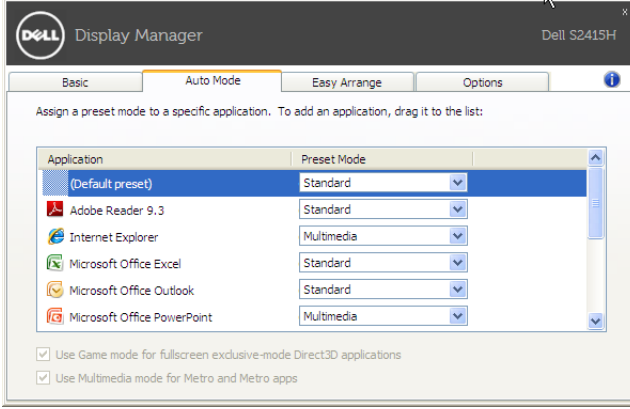 DELL Display Manager Dell S2415H x
Basic Auto Mode Easy Arrange Options i
Assign a preset mode to a specific application. To add an application, drag it to the list:
Application Preset Mode
(Default preset) Standard
Adobe Reader 9.3 Standard
Internet Explorer Multimedia
Microsoft Office Excel Standard
Microsoft Office Outlook Standard
Microsoft Office PowerPoint Multimedia
Use Game mode for fullscreen exclusive-mode Direct3D applications
Use Multimedia mode for Metro and Metro apps